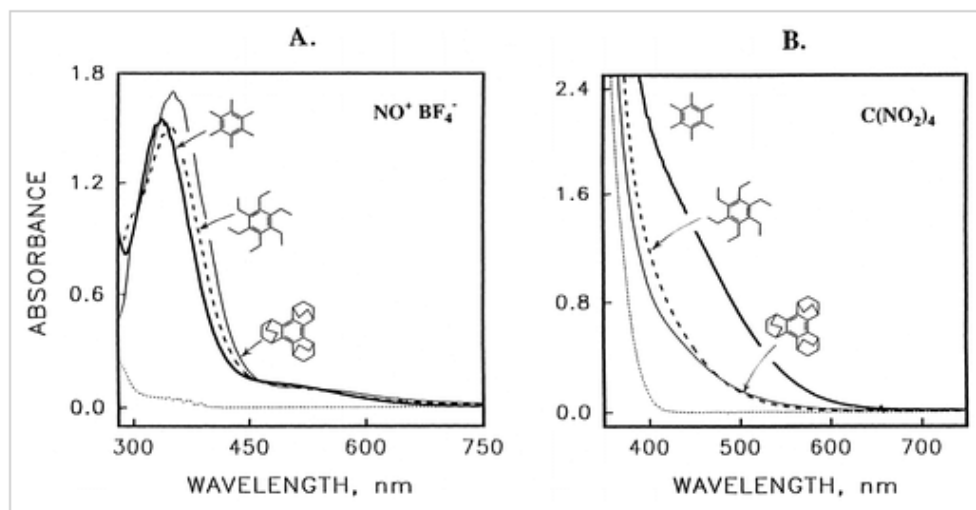 A.
B.
1.8
1.2
0.6
0.0
ABSORBANCE
NO⁺ BF₄⁻
300 450 600 750
WAVELENGTH, nm
2.4
1.6
0.8
0.0
C(NO₂)₄
400 500 600 700
WAVELENGTH, nm